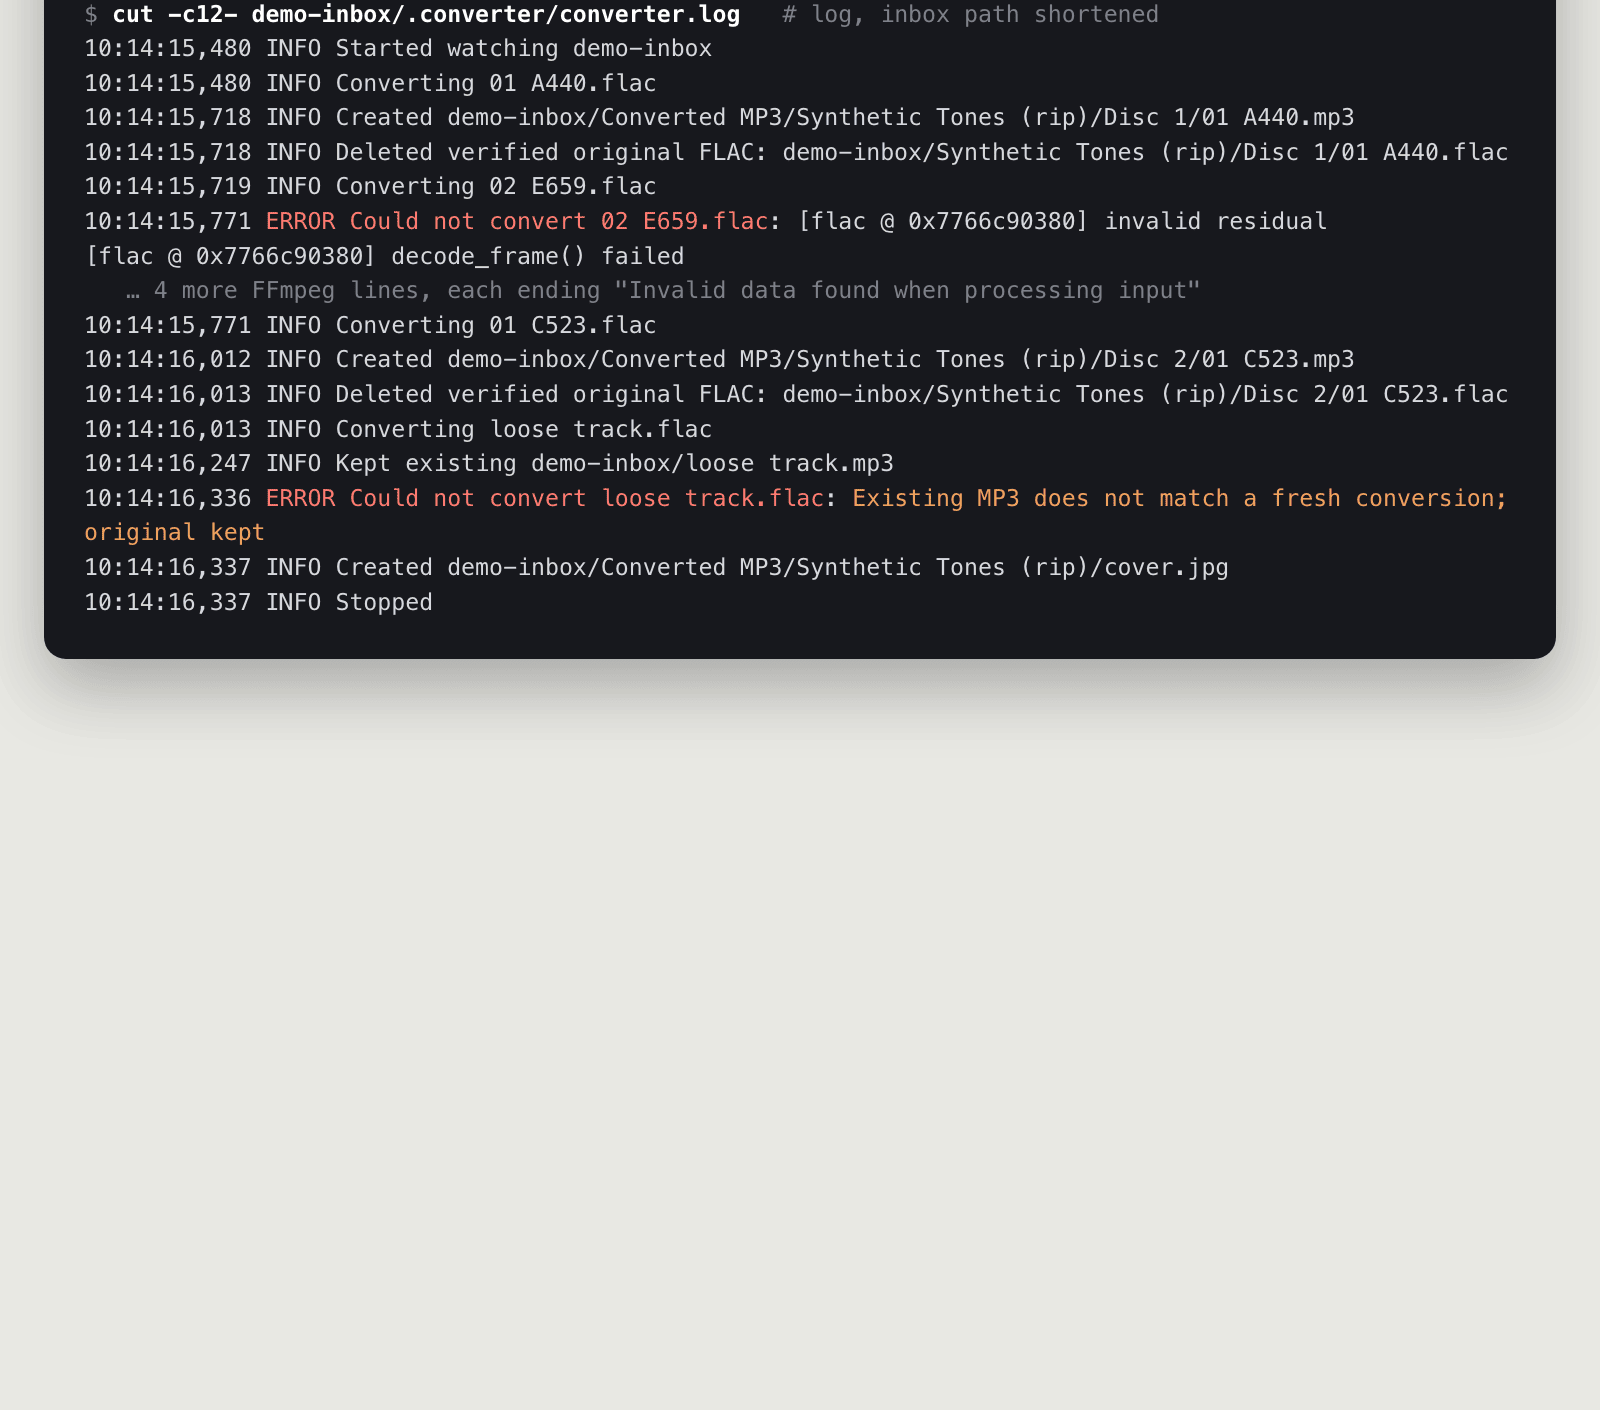 $ cut -c12- demo-inbox/.converter/converter.log   # log, inbox path shortened
10:14:15,480 INFO Started watching demo-inbox
10:14:15,480 INFO Converting 01 A440.flac
10:14:15,718 INFO Created demo-inbox/Converted MP3/Synthetic Tones (rip)/Disc 1/01 A440.mp3
10:14:15,718 INFO Deleted verified original FLAC: demo-inbox/Synthetic Tones (rip)/Disc 1/01 A440.flac
10:14:15,719 INFO Converting 02 E659.flac
10:14:15,771 ERROR Could not convert 02 E659.flac: [flac @ 0x7766c90380] invalid residual
[flac @ 0x7766c90380] decode_frame() failed
   … 4 more FFmpeg lines, each ending "Invalid data found when processing input"
10:14:15,771 INFO Converting 01 C523.flac
10:14:16,012 INFO Created demo-inbox/Converted MP3/Synthetic Tones (rip)/Disc 2/01 C523.mp3
10:14:16,013 INFO Deleted verified original FLAC: demo-inbox/Synthetic Tones (rip)/Disc 2/01 C523.flac
10:14:16,013 INFO Converting loose track.flac
10:14:16,247 INFO Kept existing demo-inbox/loose track.mp3
10:14:16,336 ERROR Could not convert loose track.flac: Existing MP3 does not match a fresh conversion;
original kept
10:14:16,337 INFO Created demo-inbox/Converted MP3/Synthetic Tones (rip)/cover.jpg
10:14:16,337 INFO Stopped